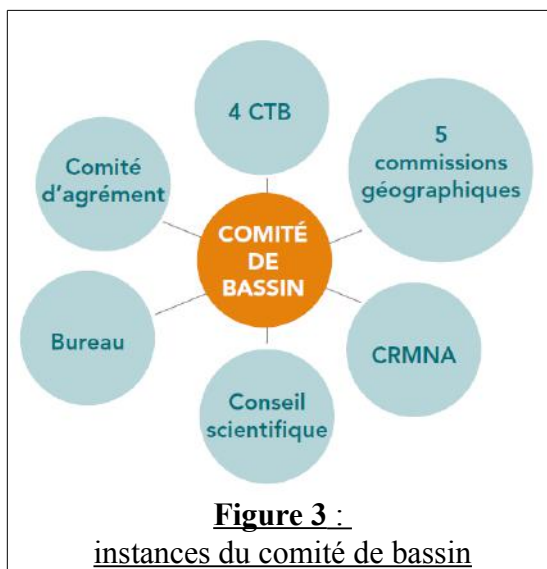 4 CTB
5
commissions
géographiques
Comité
d'agrément
COMITÉ
DE
BASSIN
Bureau
CRMNA
Conseil
scientifique
Figure 3 :
instances du comité de bassin